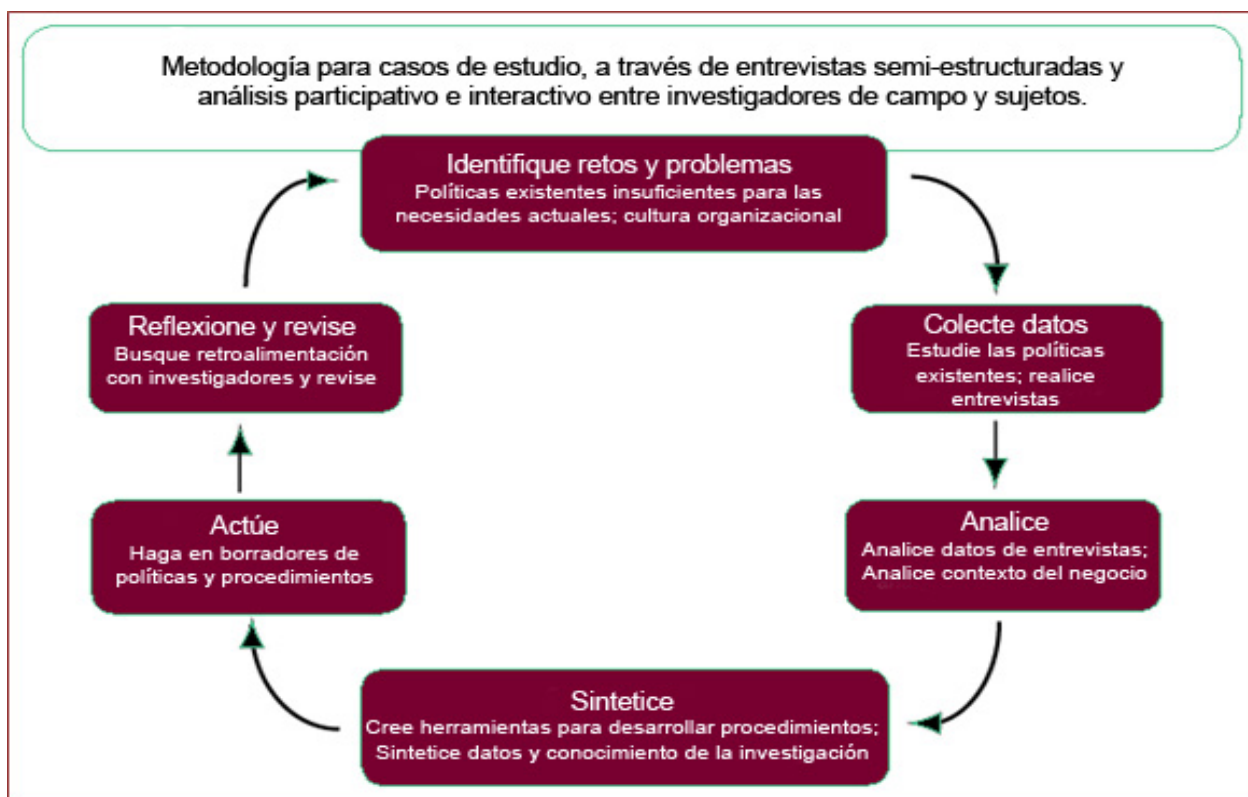 Metodología para casos de estudio, a través de entrevistas semi-estructuradas y
análisis participativo e interactivo entre investigadores de campo y sujetos.
Identifique retos y problemas
Políticas existentes insuficientes para las
necesidades actuales; cultura organizacional
Colecte datos
Estudie las políticas
existentes; realice
entrevistas
Analice
Analice datos de entrevistas;
Analice contexto del negocio
Sintetice
Cree herramientas para desarrollar procedimientos;
Sintetice datos y conocimiento de la investigación
Actúe
Haga en borradores de
políticas y procedimientos
Reflexione y revise
Busque retroalimentación
con investigadores y revise